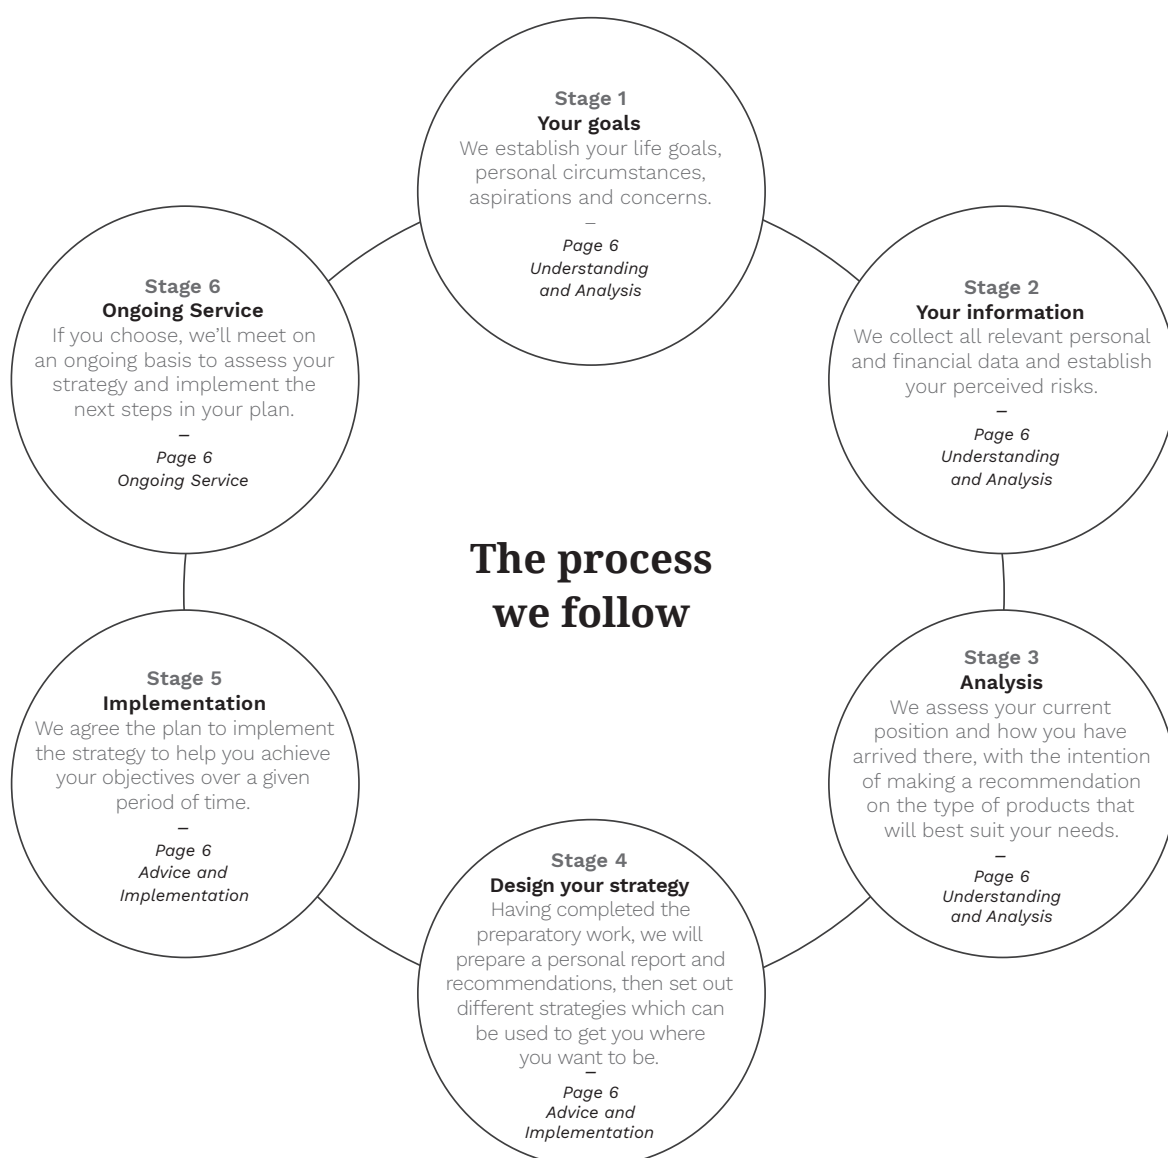 Stage 1
Your goals
We establish your life goals,
personal circumstances,
aspirations and concerns.
–
Page 6
Understanding
and Analysis
Stage 2
Your information
We collect all relevant personal
and financial data and establish
your perceived risks.
–
Page 6
Understanding
and Analysis
Stage 3
Analysis
We assess your current
position and how you have
arrived there, with the intention
of making a recommendation
on the type of products that
will best suit your needs.
–
Page 6
Understanding
and Analysis
Stage 4
Design your strategy
Having completed the
preparatory work, we will
prepare a personal report and
recommendations, then set out
different strategies which can
be used to get you where
you want to be.
–
Page 6
Advice and
Implementation
Stage 5
Implementation
We agree the plan to implement
the strategy to help you achieve
your objectives over a given
period of time.
–
Page 6
Advice and
Implementation
Stage 6
Ongoing Service
If you choose, we’ll meet on
an ongoing basis to assess your
strategy and implement the
next steps in your plan.
–
Page 6
Ongoing Service
The process
we follow